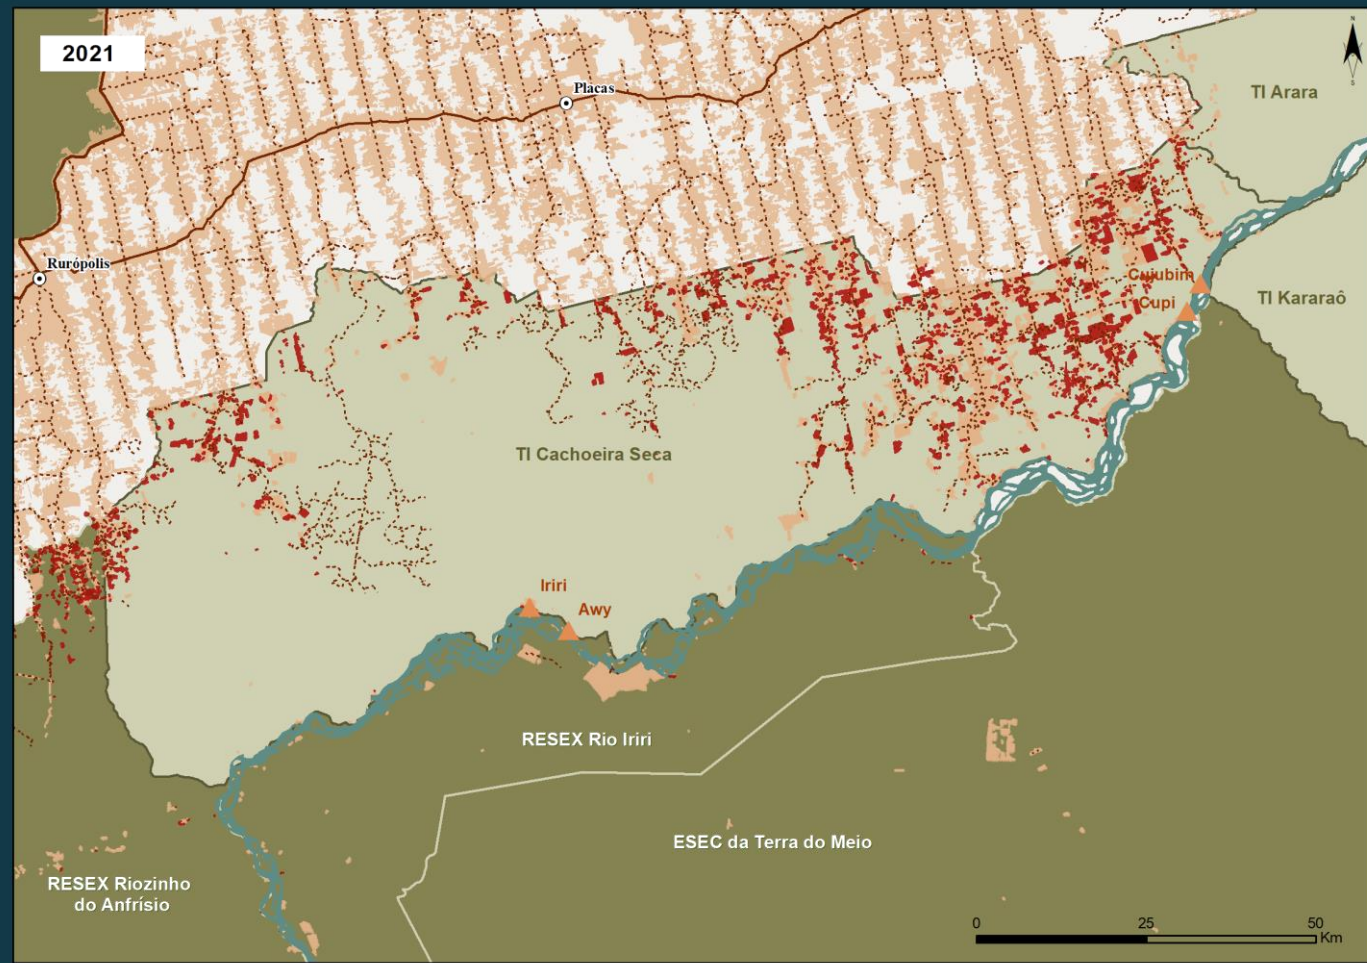 2021
N
S
Placas
TI Arara
Rurópolis
Cujubim
Cupi
TI Kararaô
TI Cachoeira Seca
Iriri
Awy
RESEX Rio Iriri
ESEC da Terra do Meio
RESEX Riozinho
do Anfrísio
0 25 50
Km